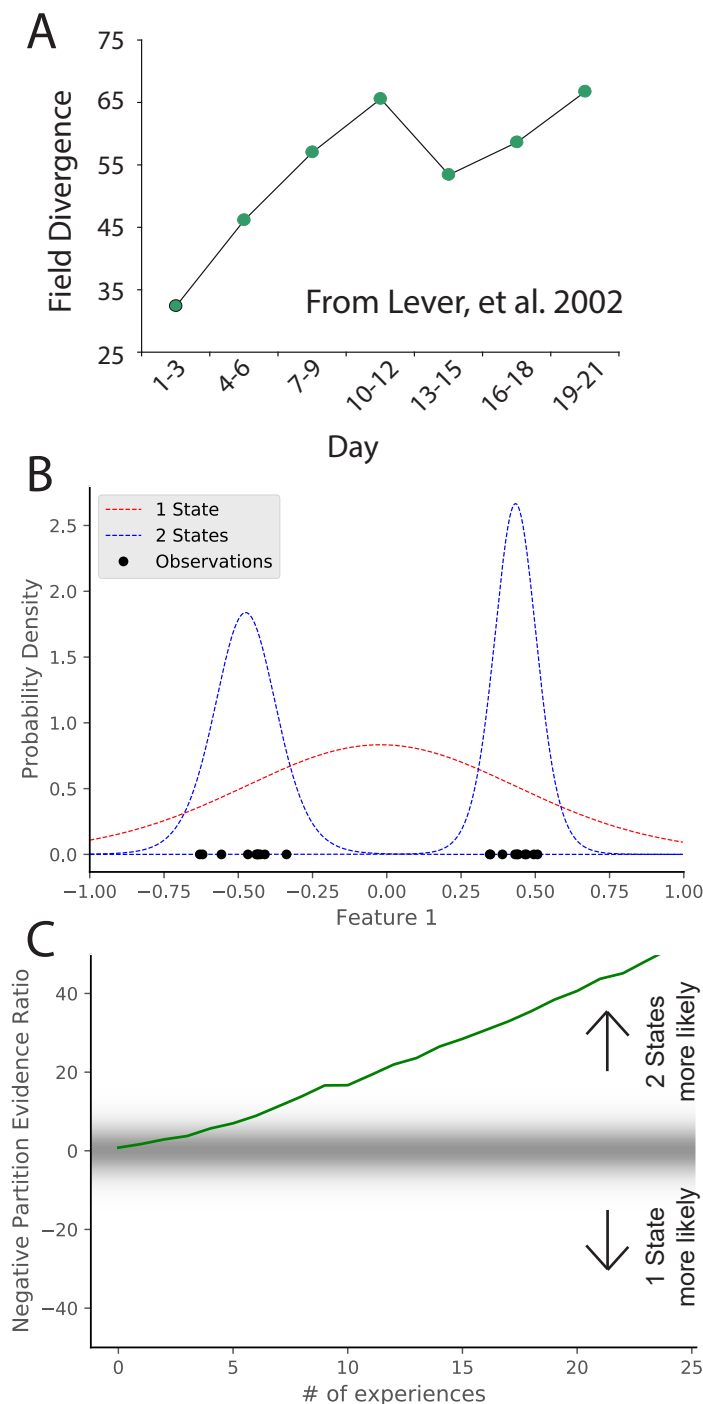 A
75
65
55
45
35
25
Field Divergence
From Lever, et al. 2002
1-3
4-6
7-9
10-12
13-15
16-18
19-21
Day
B
2.5
2.0
1.5
1.0
0.5
0.0
Probability Density
1 State
2 States
Observations
−1.00
−0.75
−0.50
−0.25
0.00
0.25
0.50
0.75
1.00
Feature 1
C
Negative Partition Evidence Ratio
40
20
0
−20
−40
2 States
more likely
1 State
more likely
0
5
10
15
20
25
# of experiences